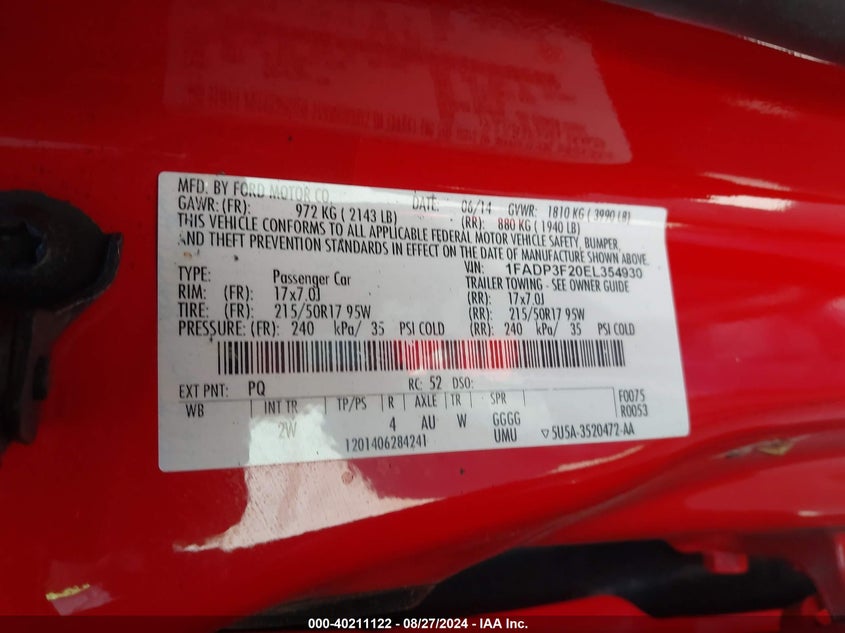 MFD. BY FORD MOTOR CO. DATE: 06/14 GVWR: 1810 KG ( 3990 LB)
GAWR: (FR): 972 KG ( 2143 LB) (RR): 880 KG ( 1940 LB)
THIS VEHICLE CONFORMS TO ALL APPLICABLE FEDERAL MOTOR VEHICLE SAFETY, BUMPER,
AND THEFT PREVENTION STANDARDS IN EFFECT ON THE DATE OF MANUFACTURE SHOWN ABOVE.
VIN: 1FADP3F20EL354930
TYPE: Passenger Car TRAILER TOWING - SEE OWNER GUIDE
RIM: (FR): 17x7.0J (RR): 17x7.0J
TIRE: (FR): 215/50R17 95W (RR): 215/50R17 95W
PRESSURE: (FR): 240 kPa/ 35 PSI COLD (RR): 240 kPa/ 35 PSI COLD
EXT PNT: PQ RC: 52 DSO:
WB INT TR TP/PS R AXLE TR SPR F0075
2W 4 AU W GGGG R0053
1201406284241 UMU ▽5U5A-3520472-AA
000-40211122 - 08/27/2024 - IAA Inc.